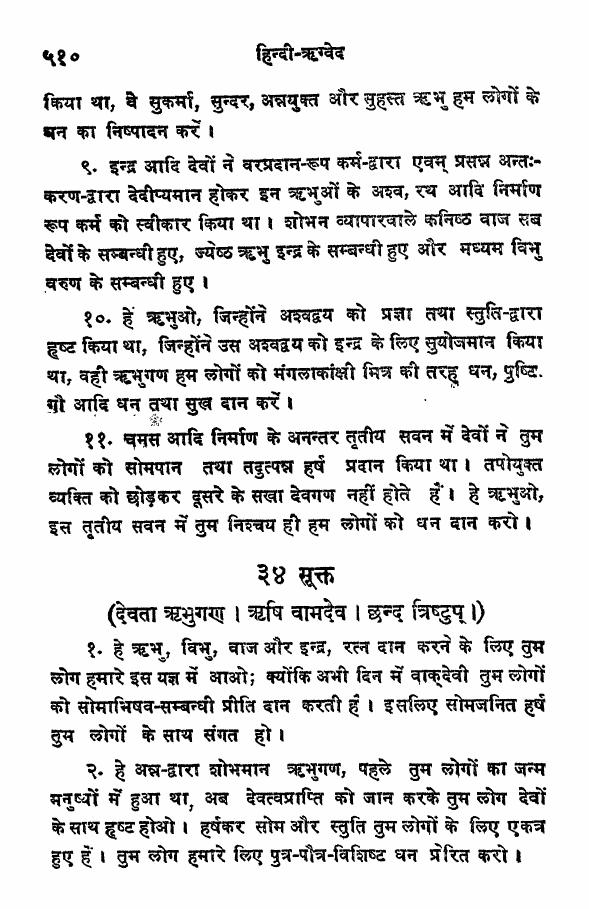 ५१० हिन्दी-ऋग्वेद
किया था, वे सुकर्मा, सुन्दर, अन्नयुक्त और सुहस्त ऋभु हम लोगों के
धन का निष्पादन करें ।
९. इन्द्र आदि देवों ने वरप्रदान-रूप कर्म-द्वारा एवम् प्रसन्न अन्तः-
करण-द्वारा देदीप्यमान होकर इन ऋभुओं के अश्व, रथ आदि निर्माण
रूप कर्म को स्वीकार किया था । शोभन व्यापारवाले कनिष्ठ वाज सब
देवों के सम्बन्धी हुए, ज्येष्ठ ऋभु इन्द्र के सम्बन्धी हुए और मध्यम विभु
वरुण के सम्बन्धी हुए ।
१०. हे ऋभुओ, जिन्होंने अश्वद्वय को प्रज्ञा तथा स्तुति-द्वारा
हृष्ट किया था, जिन्होंने उस अश्वद्वय को इन्द्र के लिए सुयोजमान किया
था, वही ऋभुगण हम लोगों को मंगलाकांक्षी मित्र की तरह धन, पुष्टि.
गौ आदि धन तथा सुख दान करें ।
११. चमस आदि निर्माण के अनन्तर तृतीय सवन में देवों ने तुम
लोगों को सोमपान तथा तदुत्पन्न हर्ष प्रदान किया था । तपोयुक्त
व्यक्ति को छोड़कर दूसरे के सखा देवगण नहीं होते हैं । हे ऋभुओ,
इस तृतीय सवन में तुम निश्चय ही हम लोगों को धन दान करो ।
३४ सूक्त
(देवता ऋभुगण । ऋषि वामदेव । छन्द त्रिष्टुप् ।)
१. हे ऋभु, विभु, वाज और इन्द्र, रत्न दान करने के लिए तुम
लोग हमारे इस यज्ञ में आओ; क्योंकि अभी दिन में वाक्देवी तुम लोगों
को सोमाभिषव-सम्बन्धी प्रीति दान करती हैं । इसलिए सोमजनित हर्ष
तुम लोगों के साथ संगत हो ।
२. हे अन्न-द्वारा शोभमान ऋभुगण, पहले तुम लोगों का जन्म
मनुष्यों में हुआ था, अब देवत्वप्राप्ति को जान करके तुम लोग देवों
के साथ हृष्ट होओ । हर्षकर सोम और स्तुति तुम लोगों के लिए एकत्र
हुए हैं । तुम लोग हमारे लिए पुत्र-पौत्र-विशिष्ट धन प्रेरित करो ।